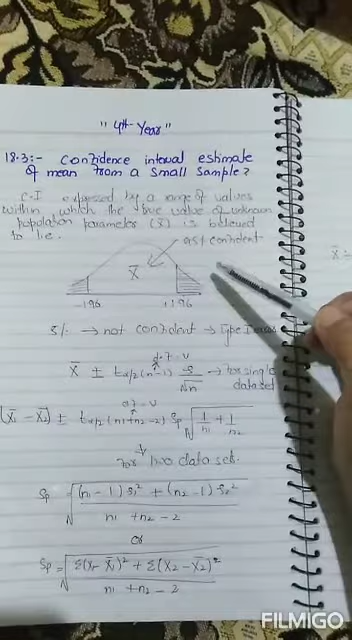 "4th-Year"
18.3:- Confidence interval estimate
of mean from a small sample?
C.I expressed by a range of values
within which the true value of unknown
population parameter (X̄) is believed
to lie.
95% confident
X̄
-1.96 +1.96
5% → not confident → Type I error
d.f = v
X̄ ± tα/2(n-1) s/√n → for single
data set
d.f = v
(X̄1 - X̄2) ± tα/2(n1+n2-2) Sp √(1/n1 + 1/n2)
↓
for two data sets.
Sp = √((n1-1)s1² + (n2-1)s2² / n1+n2-2)
or
Sp = √(Σ(X1-X̄1)² + Σ(X2-X̄2)² / n1+n2-2)
X̄ =
FILMIGO